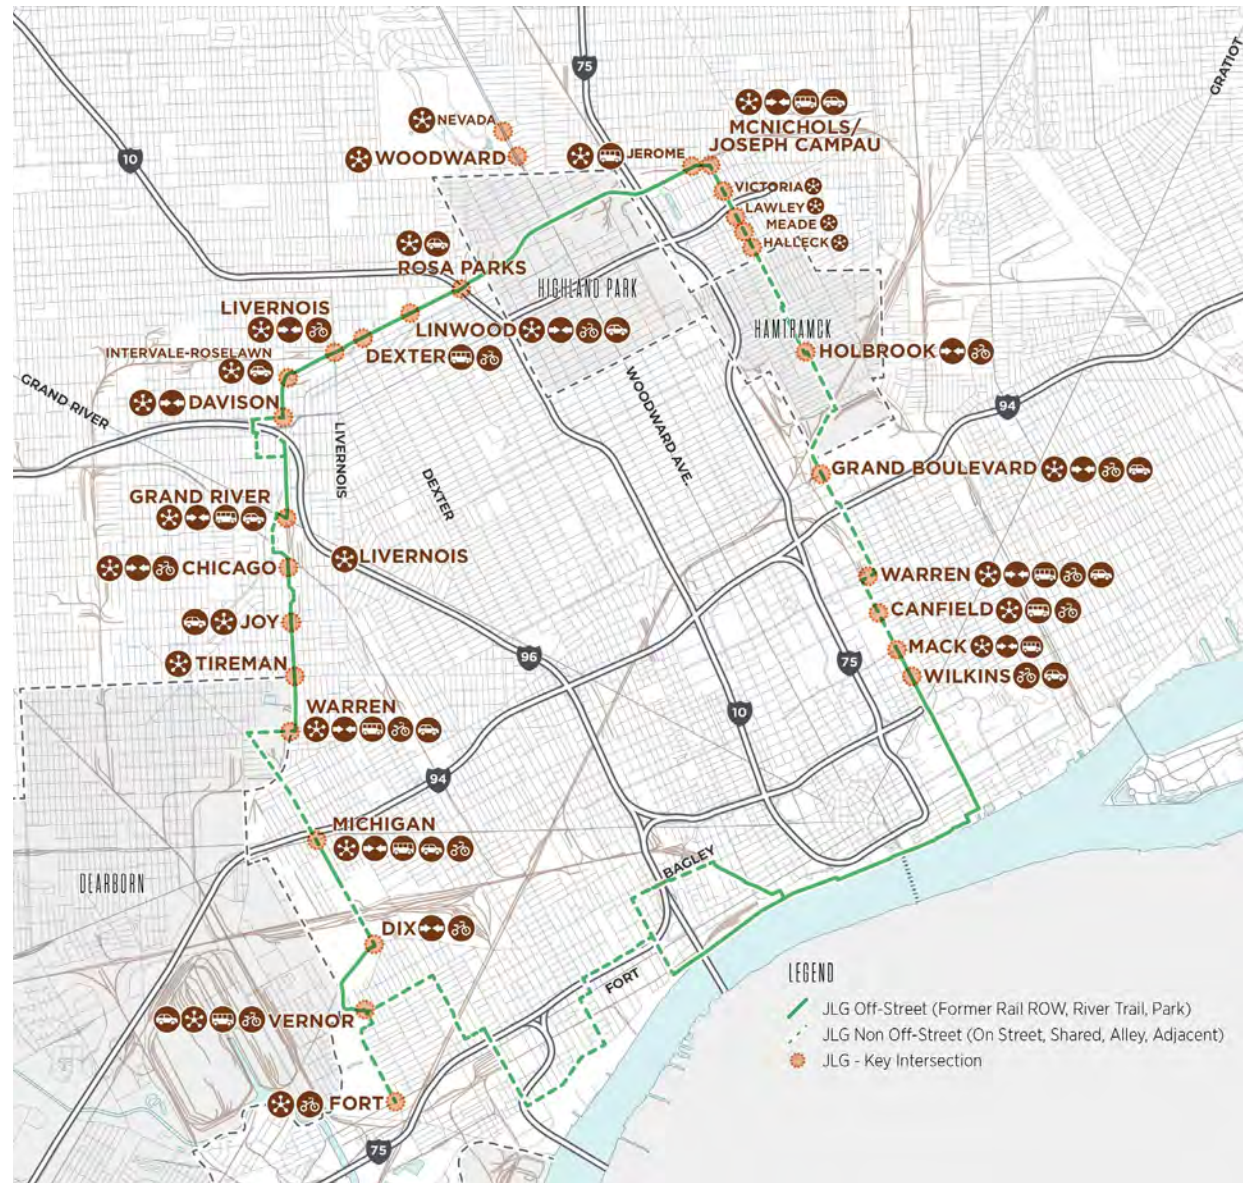 75
GRATIOT
NEVADA
MCNICHOLS/
JOSEPH CAMPAU
WOODWARD
JEROME
10
VICTORIA
LAWLEY
MEADE
HALLECK
ROSA PARKS
HIGHLAND PARK
LIVERNOIS
LINWOOD
HAMTRAMCK
INTERVALE-ROSELAWN
DEXTER
HOLBROOK
GRAND RIVER
DAVISON
WOODWARD AVE.
94
LIVERNOIS
DEXTER
GRAND BOULEVARD
GRAND RIVER
LIVERNOIS
CHICAGO
WARREN
CANFIELD
JOY
MACK
TIREMAN
96
75
WILKINS
WARREN
10
94
MICHIGAN
BAGLEY
DEARBORN
DIX
FORT
LEGEND
JLG Off-Street (Former Rail ROW, River Trail, Park)
VERNOR
JLG Non Off-Street (On Street, Shared, Alley, Adjacent)
JLG - Key Intersection
FORT
75